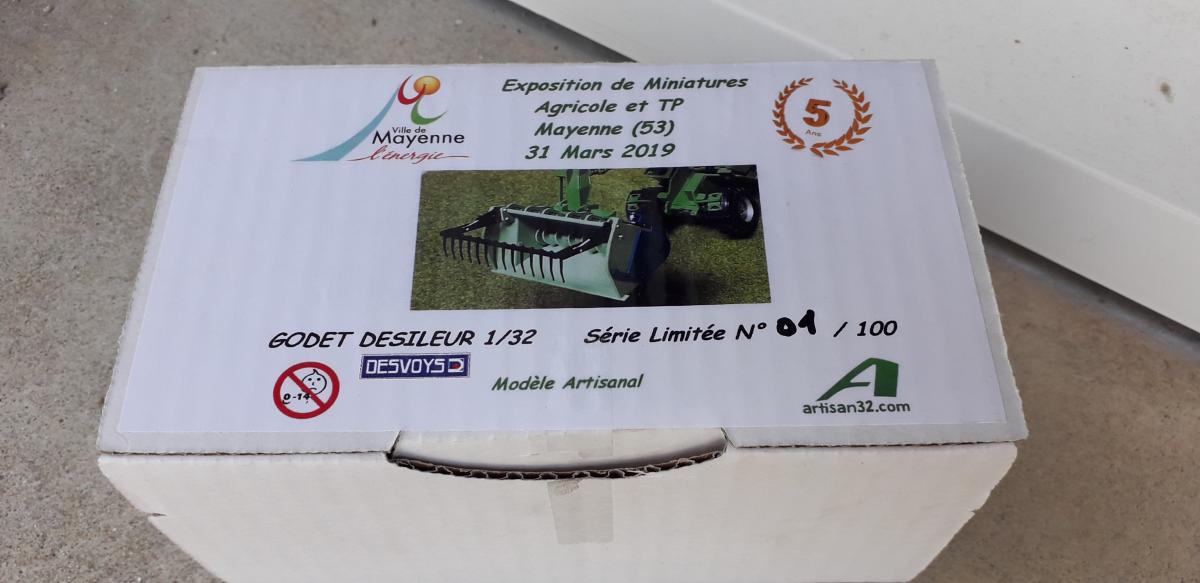 Exposition de Miniatures
Agricole et TP
Mayenne (53)
31 Mars 2019
Ville de
Mayenne
l'énergie
5
Ans
GODET DESILEUR 1/32
Série Limitée N° 01 / 100
DESVOYS
Modèle Artisanal
0-14
artisan32.com